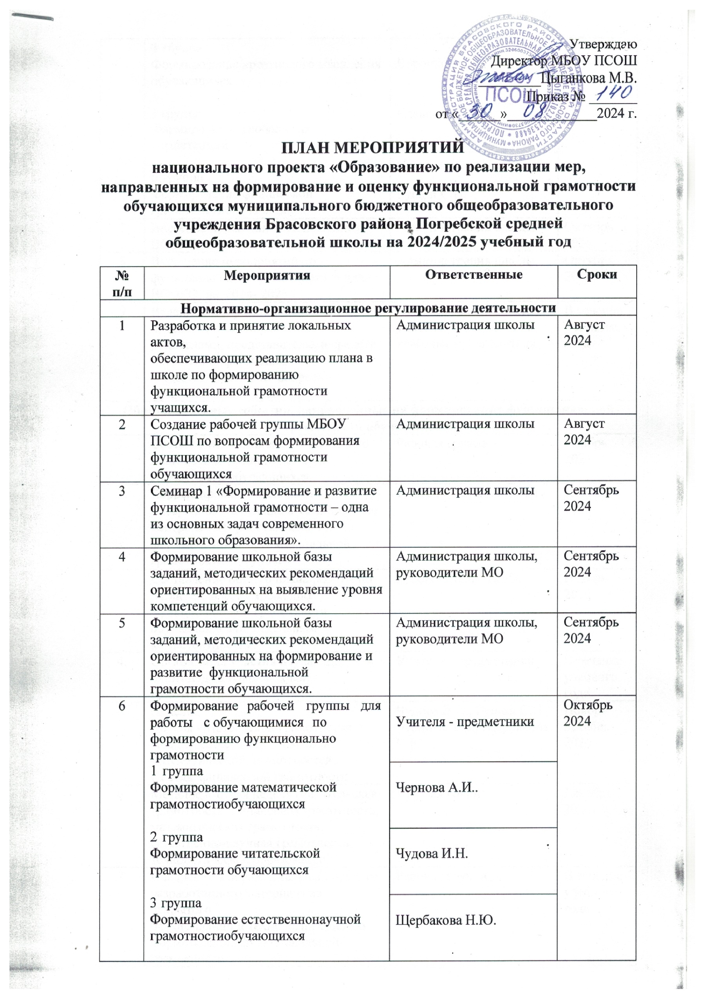 Утверждаю
Директор МБОУ ПСОШ
Цыганкова М.В.
Приказ № 140
от «30» 08 2024 г.
МБОУ
ПСОШ
ПЛАН МЕРОПРИЯТИЙ
национального проекта «Образование» по реализации мер,
направленных на формирование и оценку функциональной грамотности
обучающихся муниципального бюджетного общеобразовательного
учреждения Брасовского района Погребской средней
общеобразовательной школы на 2024/2025 учебный год
№ п/п Мероприятия Ответственные Сроки
Нормативно-организационное регулирование деятельности
1 Разработка и принятие локальных Администрация школы Август
актов, 2024
обеспечивающих реализацию плана в
школе по формированию
функциональной грамотности
учащихся.
2 Создание рабочей группы МБОУ Администрация школы Август
ПСОШ по вопросам формирования 2024
функциональной грамотности
обучающихся
3 Семинар 1 «Формирование и развитие Администрация школы Сентябрь
функциональной грамотности – одна 2024
из основных задач современного
школьного образования».
4 Формирование школьной базы Администрация школы, Сентябрь
заданий, методических рекомендаций руководители МО 2024
ориентированных на выявление уровня
компетенций обучающихся.
5 Формирование школьной базы Администрация школы, Сентябрь
заданий, методических рекомендаций руководители МО 2024
ориентированных на формирование и
развитие функциональной
грамотности обучающихся.
6 Формирование рабочей группы для Октябрь
работы с обучающимися по Учителя - предметники 2024
формированию функционально
грамотности
1 группа
Формирование математической Чернова А.И..
грамотностиобучающихся
2 группа
Формирование читательской Чудова И.Н.
грамотности обучающихся
3 группа
Формирование естественнонаучной Щербакова Н.Ю.
грамотностиобучающихся